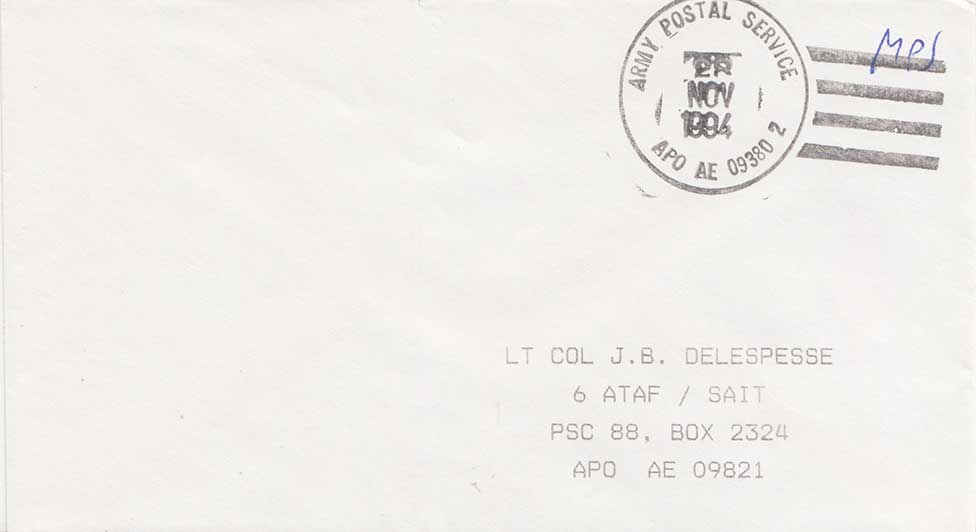 ARMY POSTAL SERVICE
NOV
1994
APO AE 09380 2
MPS
LT COL J.B. DELESPESSE
6 ATAF / SAIT
PSC 88, BOX 2324
APO AE 09821